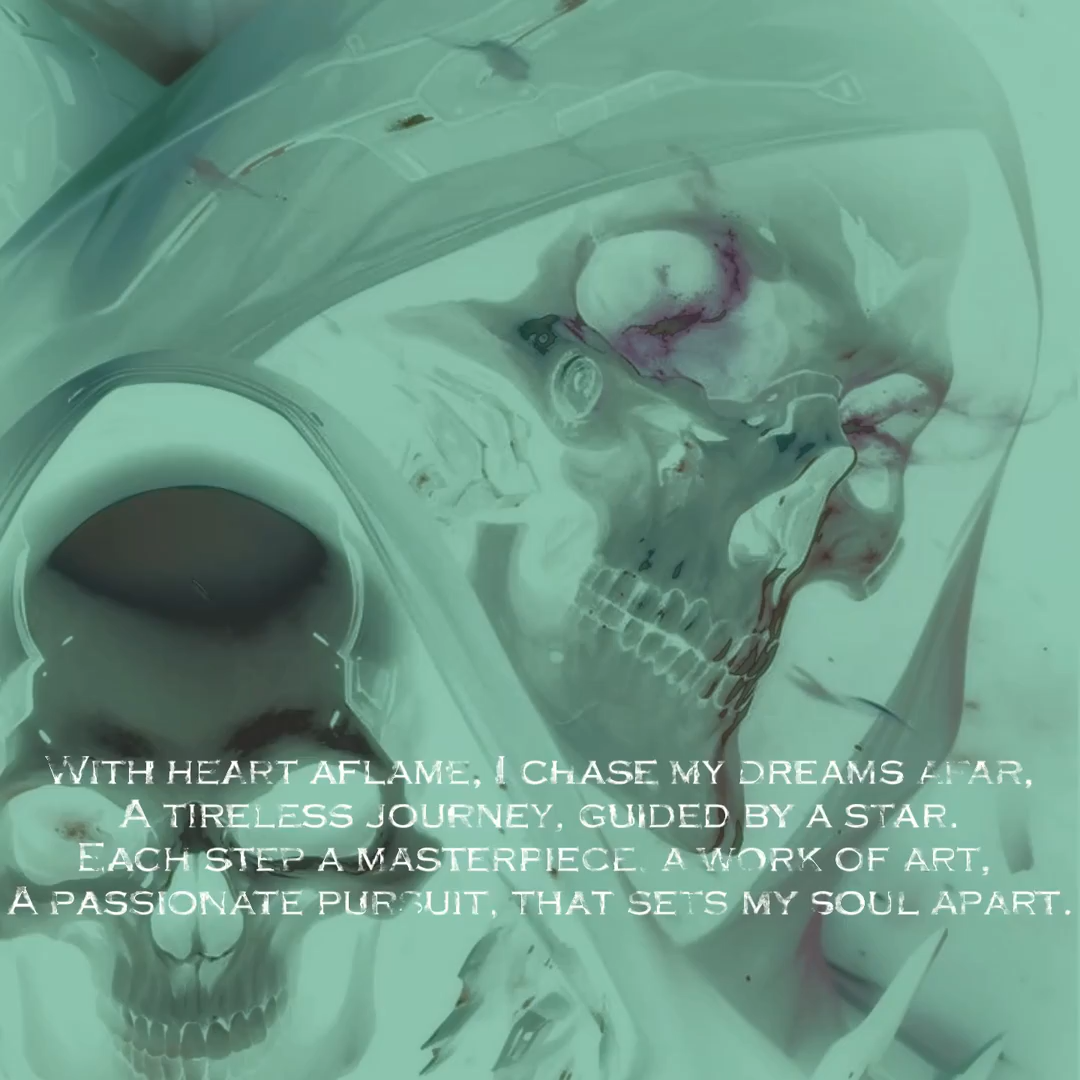 With heart aflame, I chase my dreams afar,
A tireless journey, guided by a star.
Each step a masterpiece, a work of art,
A passionate pursuit, that sets my soul apart.